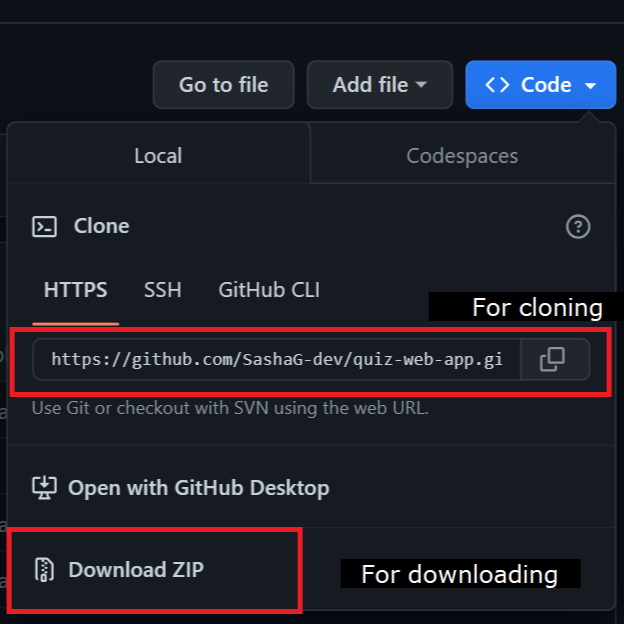 Go to file
Add file
Code
Local
Codespaces
Clone
HTTPS
SSH
GitHub CLI
For cloning
https://github.com/SashaG-dev/quiz-web-app.gi
Use Git or checkout with SVN using the web URL.
Open with GitHub Desktop
Download ZIP
For downloading